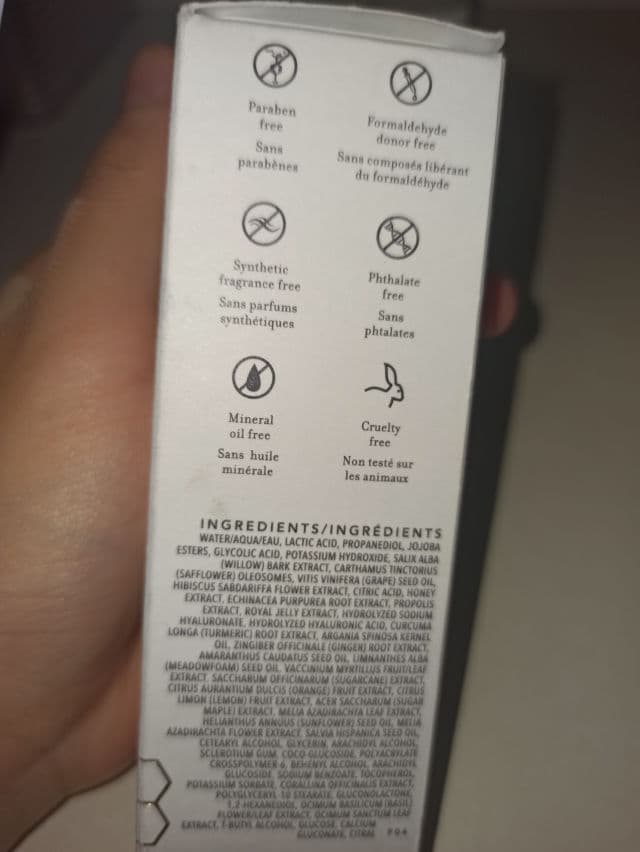 Paraben
free
Sans
parabènes
Formaldehyde
donor free
Sans composés libérant
du formaldéhyde
Synthetic
fragrance free
Sans parfums
synthétiques
Phthalate
free
Sans
phtalates
Mineral
oil free
Sans huile
minérale
Cruelty
free
Non testé sur
les animaux
INGREDIENTS/INGRÉDIENTS
WATER/AQUA/EAU, LACTIC ACID, PROPANEDIOL, JOJOBA
ESTERS, GLYCOLIC ACID, POTASSIUM HYDROXIDE, SALIX ALBA
(WILLOW) BARK EXTRACT, CARTHAMUS TINCTORIUS
(SAFFLOWER) OLEOSOMES, VITIS VINIFERA (GRAPE) SEED OIL,
HIBISCUS SABDARIFFA FLOWER EXTRACT, CITRIC ACID, HONEY
EXTRACT, ECHINACEA PURPUREA ROOT EXTRACT, PROPOLIS
EXTRACT, ROYAL JELLY EXTRACT, HYDROLYZED SODIUM
HYALURONATE, HYDROLYZED HYALURONIC ACID, CURCUMA
LONGA (TURMERIC) ROOT EXTRACT, ARGANIA SPINOSA KERNEL
OIL, ZINGIBER OFFICINALE (GINGER) ROOT EXTRACT,
AMARANTHUS CAUDATUS SEED OIL, LIMNANTHES ALBA
(MEADOWFOAM) SEED OIL, VACCINIUM MYRTILLUS FRUIT/LEAF
EXTRACT, SACCHARUM OFFICINARUM (SUGARCANE) EXTRACT,
CITRUS AURANTIUM DULCIS (ORANGE) FRUIT EXTRACT, CITRUS
LIMON (LEMON) FRUIT EXTRACT, ACER SACCHARUM (SUGAR
MAPLE) EXTRACT, MELIA AZADIRACHTA LEAF EXTRACT,
HELIANTHUS ANNUUS (SUNFLOWER) SEED OIL, MELIA
AZADIRACHTA FLOWER EXTRACT, SALVIA HISPANICA SEED OIL,
CETEARYL ALCOHOL, GLYCERIN, ARACHIDYL ALCOHOL,
SCLEROTIUM GUM, COCO-GLUCOSIDE, POLYACRYLATE
CROSSPOLYMER-6, BEHENYL ALCOHOL, ARACHIDYL
GLUCOSIDE, SODIUM BENZOATE, TOCOPHEROL,
POTASSIUM SORBATE, CORALLINA OFFICINALIS EXTRACT,
POLYGLYCERYL-10 STEARATE, GLUCONOLACTONE,
1,2-HEXANEDIOL, OCIMUM BASILICUM (BASIL)
FLOWER/LEAF EXTRACT, OCIMUM SANCTUM LEAF
EXTRACT, T-BUTYL ALCOHOL, GLUCOSE, CALCIUM
GLUCONATE, CITRAL